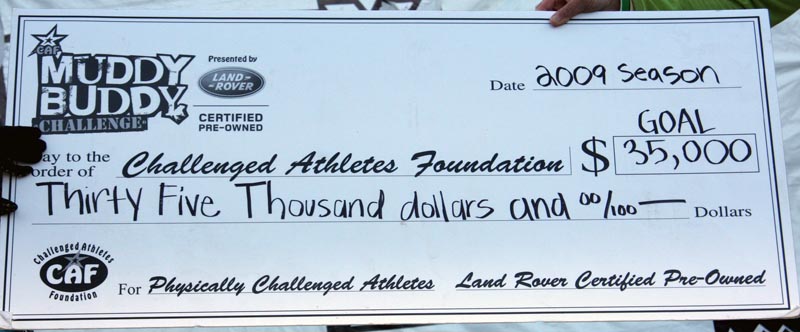 CAF
MUDDY
BUDDY
CHALLENGE
Presented by
LAND-ROVER
CERTIFIED
PRE-OWNED
Date 2009 Season
GOAL
ay to the
order of Challenged Athletes Foundation $ 35,000
Thirty Five Thousand dollars and 00/100 — Dollars
Challenged Athletes
CAF
Foundation
For Physically Challenged Athletes Land Rover Certified Pre-Owned